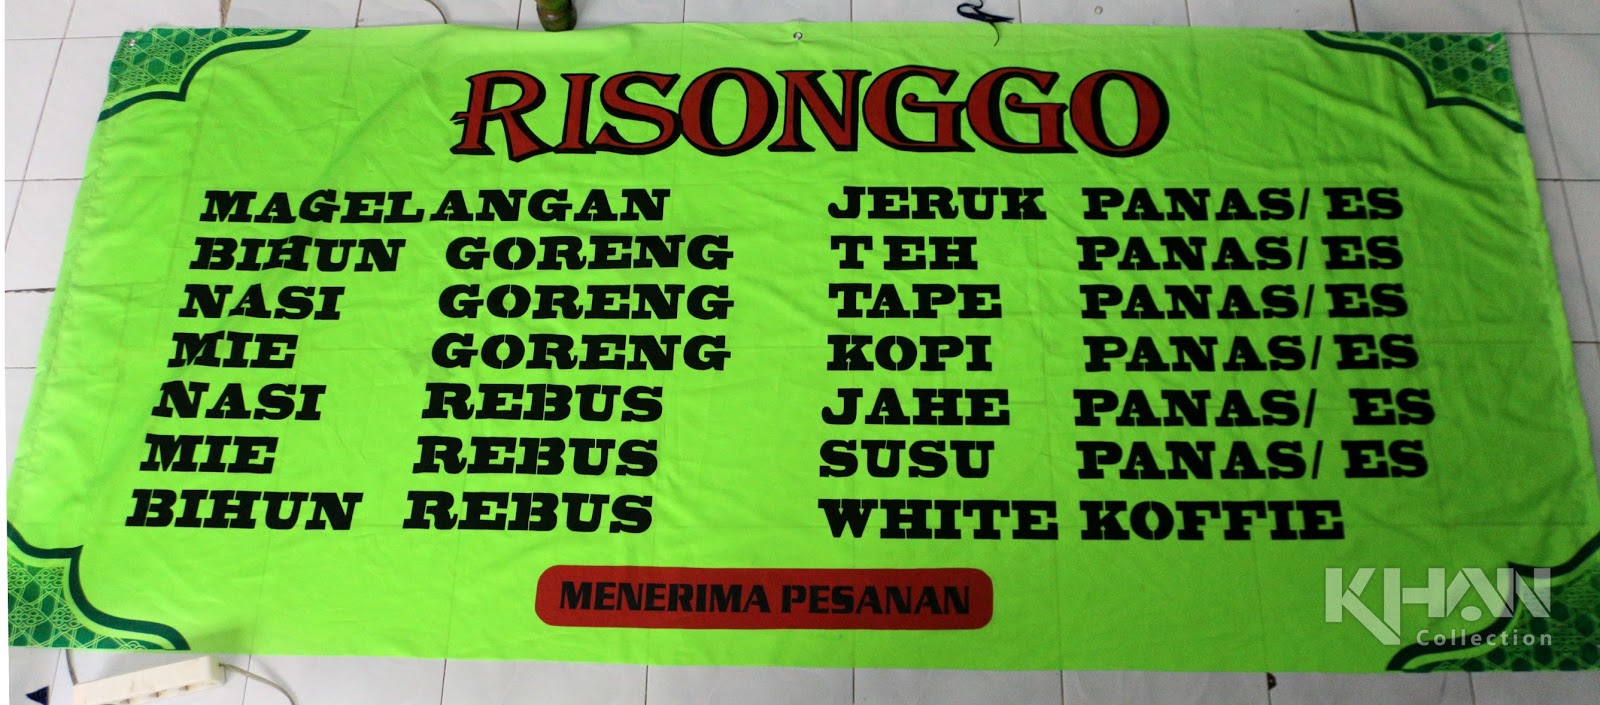 RISONGGO
MAGELANGAN
BIHUN GORENG
NASI GORENG
MIE GORENG
NASI REBUS
MIE REBUS
BIHUN REBUS
JERUK PANAS/ES
TEH PANAS/ES
TAPE PANAS/ES
KOPI PANAS/ES
JAHE PANAS/ ES
SUSU PANAS/ES
WHITE KOFFIE
MENERIMA PESANAN
KHAN
Collection